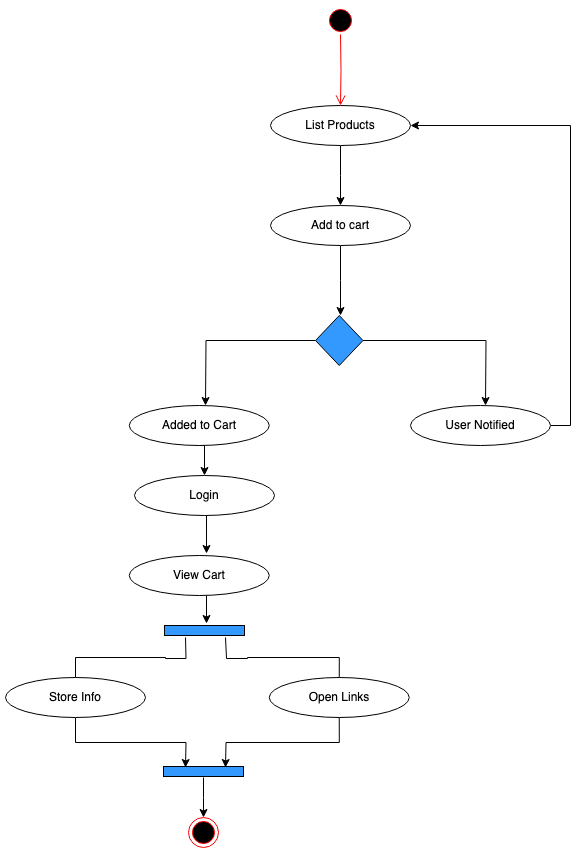 List Products
Add to cart
Added to Cart
User Notified
Login
View Cart
Store Info
Open Links